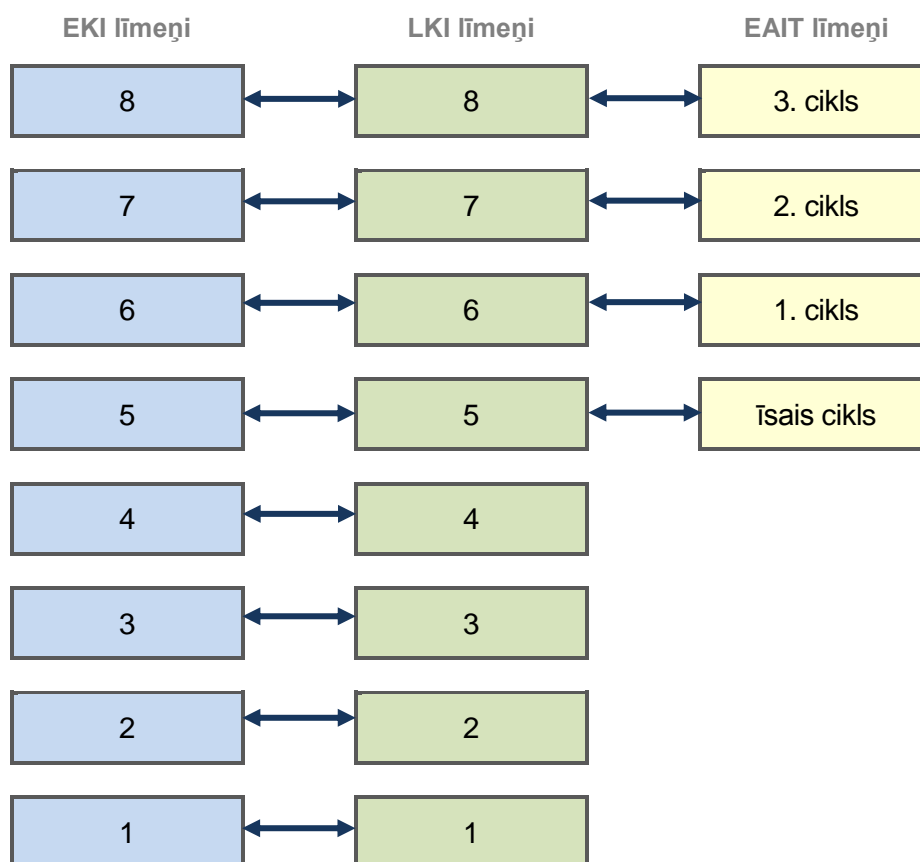 EKI līmeņi LKI līmeņi EAIT līmeņi
8 8 3. cikls
7 7 2. cikls
6 6 1. cikls
5 5 īsais cikls
4 4
3 3
2 2
1 1